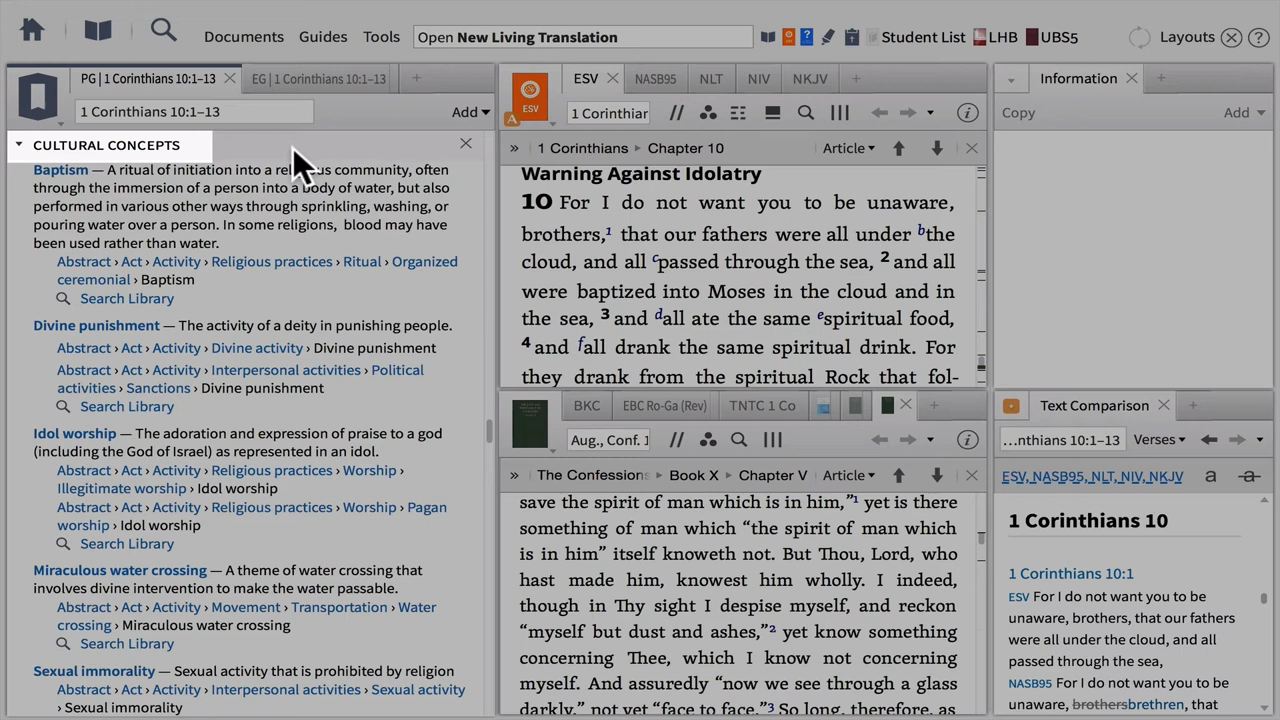 Documents Guides Tools Open New Living Translation Student List LHB UBS5 Layouts
PG | 1 Corinthians 10:1–13 EG | 1 Corinthians 10:1–13
1 Corinthians 10:1–13 Add
CULTURAL CONCEPTS
Baptism — A ritual of initiation into a religious community, often
through the immersion of a person into a body of water, but also
performed in various other ways through sprinkling, washing, or
pouring water over a person. In some religions, blood may have
been used rather than water.
Abstract › Act › Activity › Religious practices › Ritual › Organized
ceremonial › Baptism
Search Library
Divine punishment — The activity of a deity in punishing people.
Abstract › Act › Activity › Divine activity › Divine punishment
Abstract › Act › Activity › Interpersonal activities › Political
activities › Sanctions › Divine punishment
Search Library
Idol worship — The adoration and expression of praise to a god
(including the God of Israel) as represented in an idol.
Abstract › Act › Activity › Religious practices › Worship ›
Illegitimate worship › Idol worship
Abstract › Act › Activity › Religious practices › Worship › Pagan
worship › Idol worship
Search Library
Miraculous water crossing — A theme of water crossing that
involves divine intervention to make the water passable.
Abstract › Act › Activity › Movement › Transportation › Water
crossing › Miraculous water crossing
Search Library
Sexual immorality — Sexual activity that is prohibited by religion
Abstract › Act › Activity › Interpersonal activities › Sexual activity
› Sexual immorality
ESV NASB95 NLT NIV NKJV
ESV
A
1 Corinthiar
» 1 Corinthians › Chapter 10 Article
Warning Against Idolatry
10 For I do not want you to be unaware,
brothers,1 that our fathers were all under bthe
cloud, and all cpassed through the sea, 2 and all
were baptized into Moses in the cloud and in
the sea, 3 and dall ate the same espiritual food,
4 and fall drank the same spiritual drink. For
they drank from the spiritual Rock that fol-
BKC EBC Ro-Ga (Rev) TNTC 1 Co
Aug., Conf. 1
» The Confessions › Book X › Chapter V Article
save the spirit of man which is in him,”1 yet is there
something of man which “the spirit of man which
is in him” itself knoweth not. But Thou, Lord, who
hast made him, knowest him wholly. I indeed,
though in Thy sight I despise myself, and reckon
“myself but dust and ashes,”2 yet know something
concerning Thee, which I know not concerning
myself. And assuredly “now we see through a glass
darkly,” not yet “face to face.”3 So long, therefore, as
Information
Copy Add
Text Comparison
...nthians 10:1–13 Verses
ESV, NASB95, NLT, NIV, NKJV a a
1 Corinthians 10
1 Corinthians 10:1
ESV For I do not want you to be
unaware, brothers, that our fathers
were all under the cloud, and all
passed through the sea,
NASB95 For I do not want you to be
unaware, brothersbrethren, that